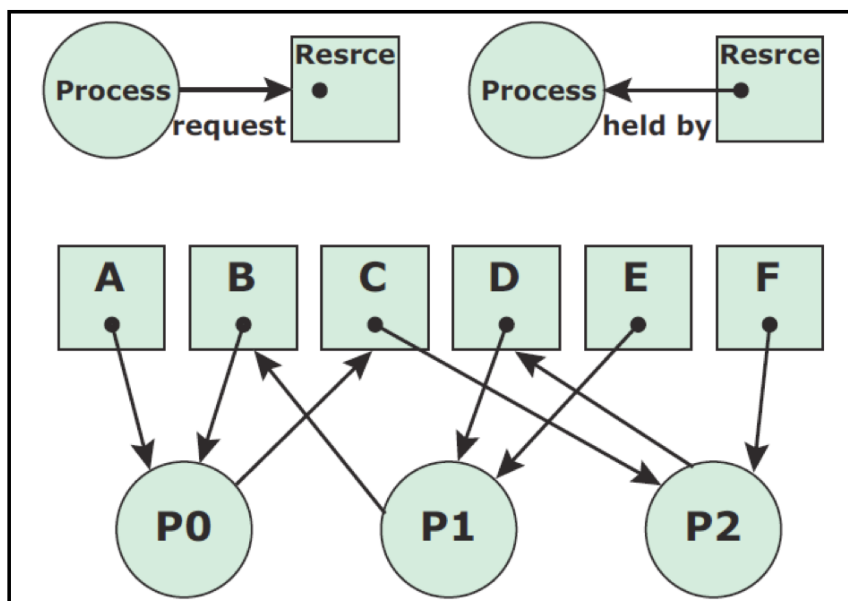 Process
request
Resrce
Process
held by
Resrce
A B C D E F
P0 P1 P2